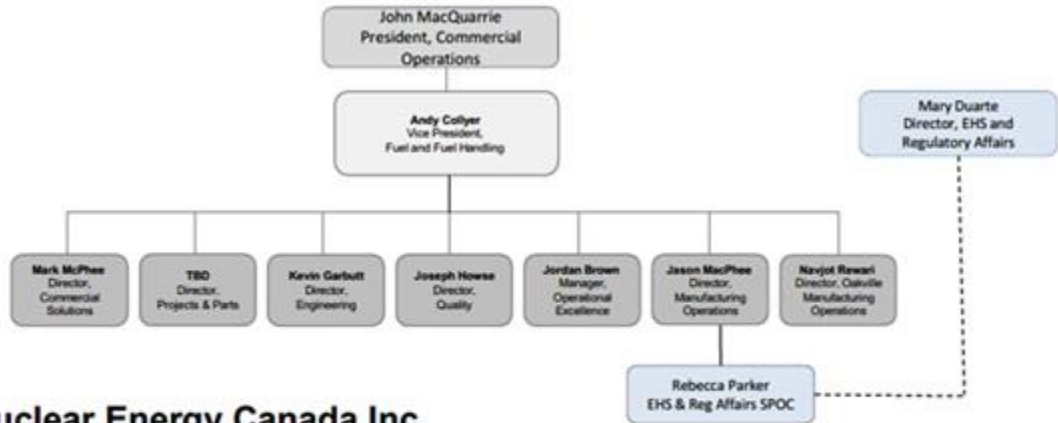 John MacQuarrie
President, Commercial
Operations
Andy Collyer
Vice President,
Fuel and Fuel Handling
Mary Duarte
Director, EHS and
Regulatory Affairs
Mark McPhee
Director,
Commercial
Solutions
TBD
Director,
Projects & Parts
Kevin Garbutt
Director,
Engineering
Joseph Howse
Director,
Quality
Jordan Brown
Manager,
Operational
Excellence
Jason MacPhee
Director,
Manufacturing
Operations
Navjot Rewari
Director, Oakville
Manufacturing
Operations
Rebecca Parker
EHS & Reg Affairs SPOC
Energy Canada Inc